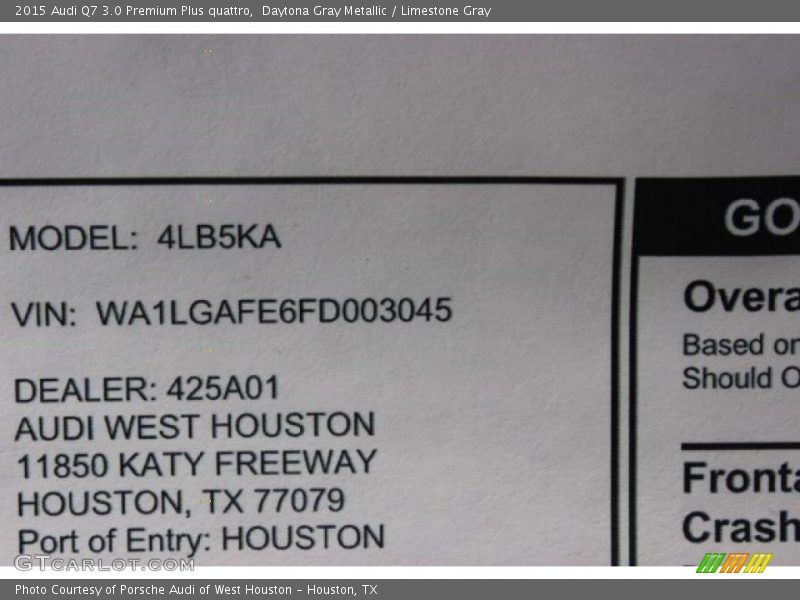 2015 Audi Q7 3.0 Premium Plus quattro,  Daytona Gray Metallic / Limestone Gray
MODEL: 4LB5KA
VIN: WA1LGAFE6FD003045
DEALER: 425A01
AUDI WEST HOUSTON
11850 KATY FREEWAY
HOUSTON, TX 77079
Port of Entry: HOUSTON
GO
Overa
Based on
Should O
Fronta
Crash
GTCarLot.com
Photo Courtesy of Porsche Audi of West Houston - Houston, TX